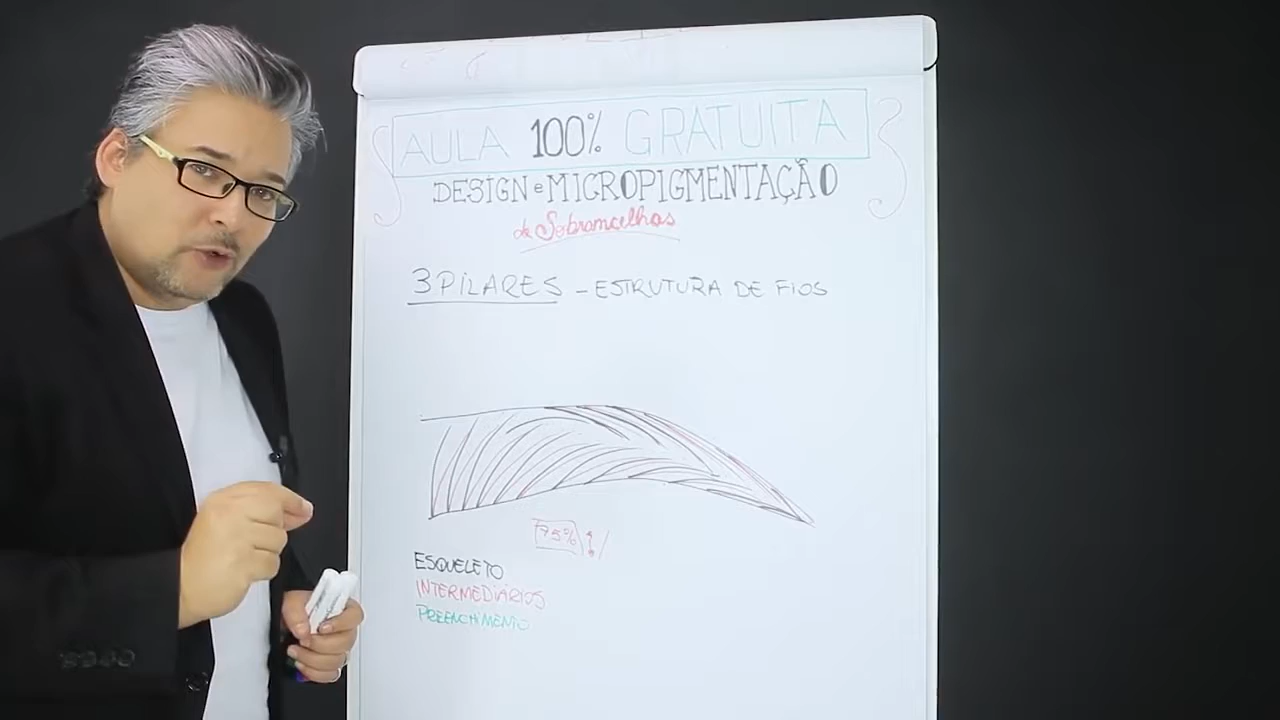 AULA 100% GRATUITA
DESIGN e MICROPIGMENTAÇÃO
de Sobrancelhas
3 PILARES - ESTRUTURA DE FIOS
75%
ESQUELETO
INTERMEDIÁRIOS
PREENCHIMENTO